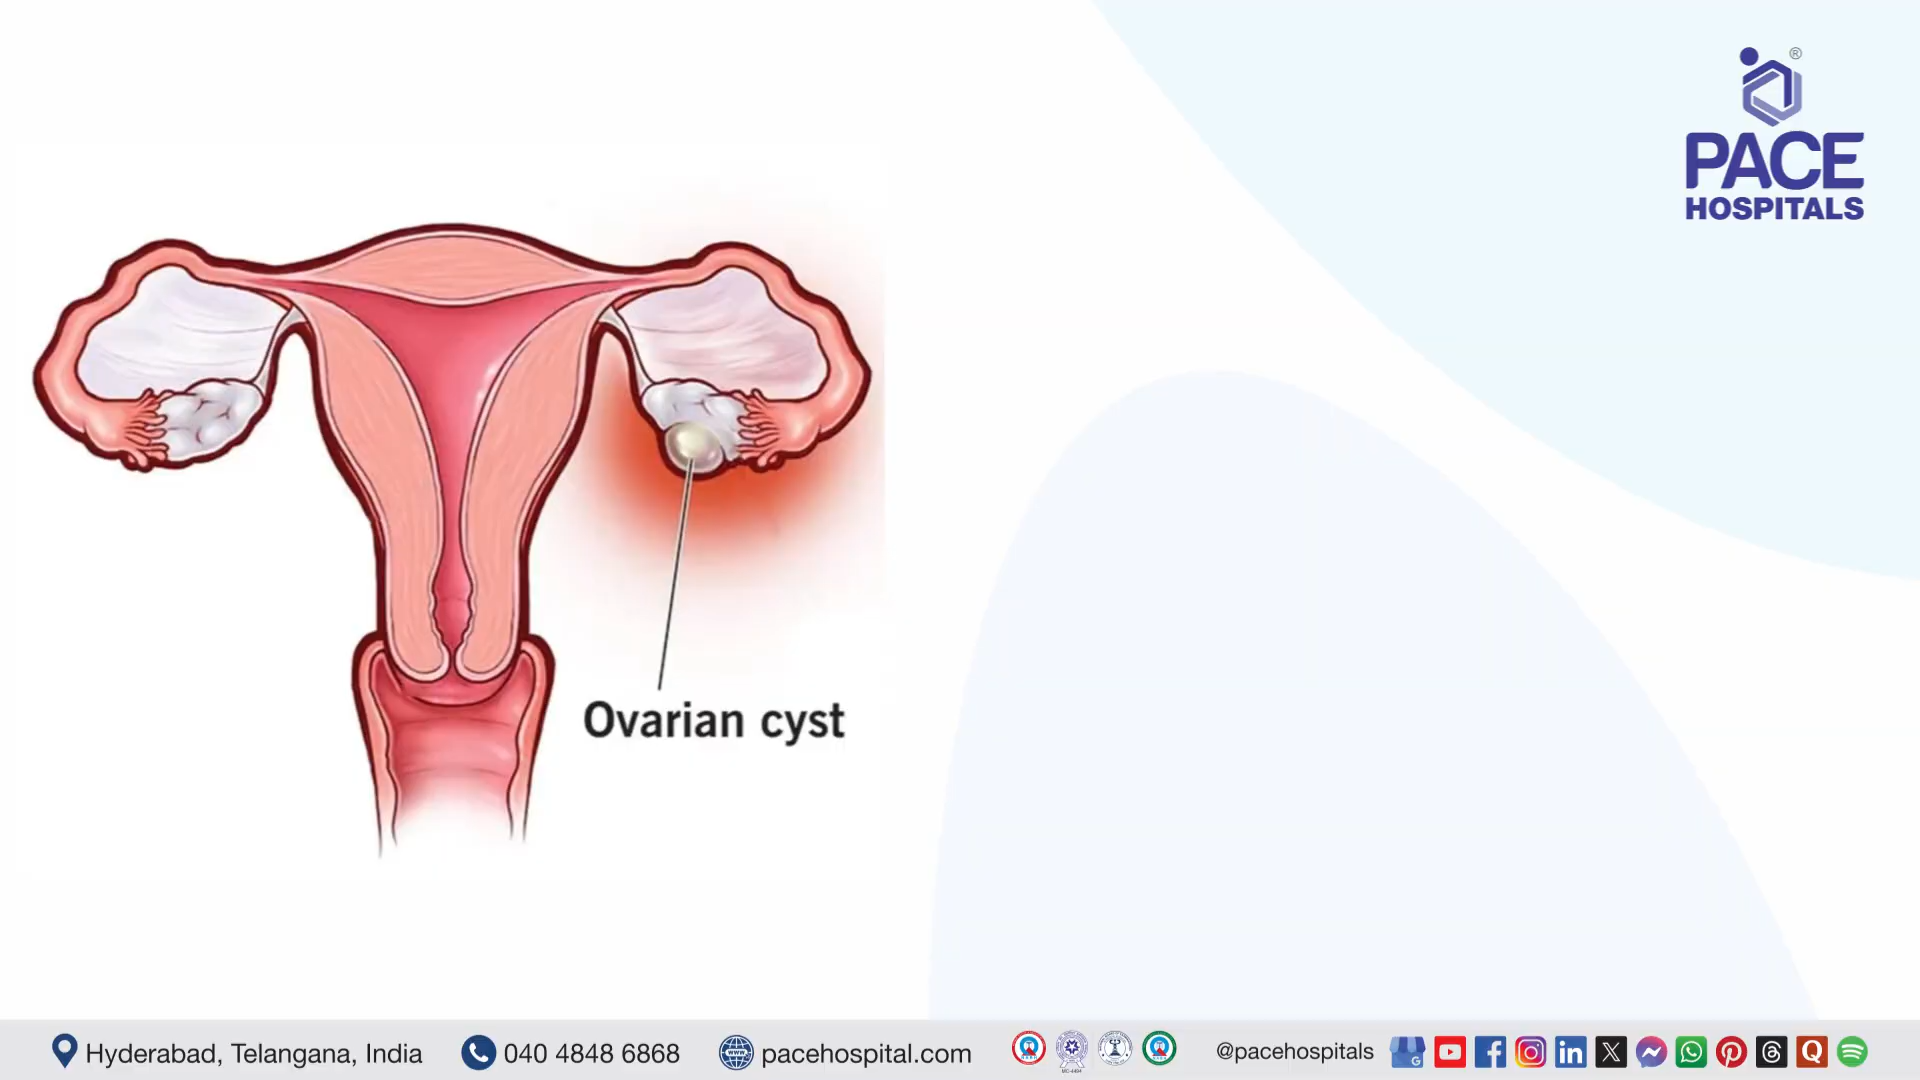 ®
PACE
HOSPITALS
Ovarian cyst
Hyderabad, Telangana, India
040 4848 6868
pacehospital.com
@pacehospitals